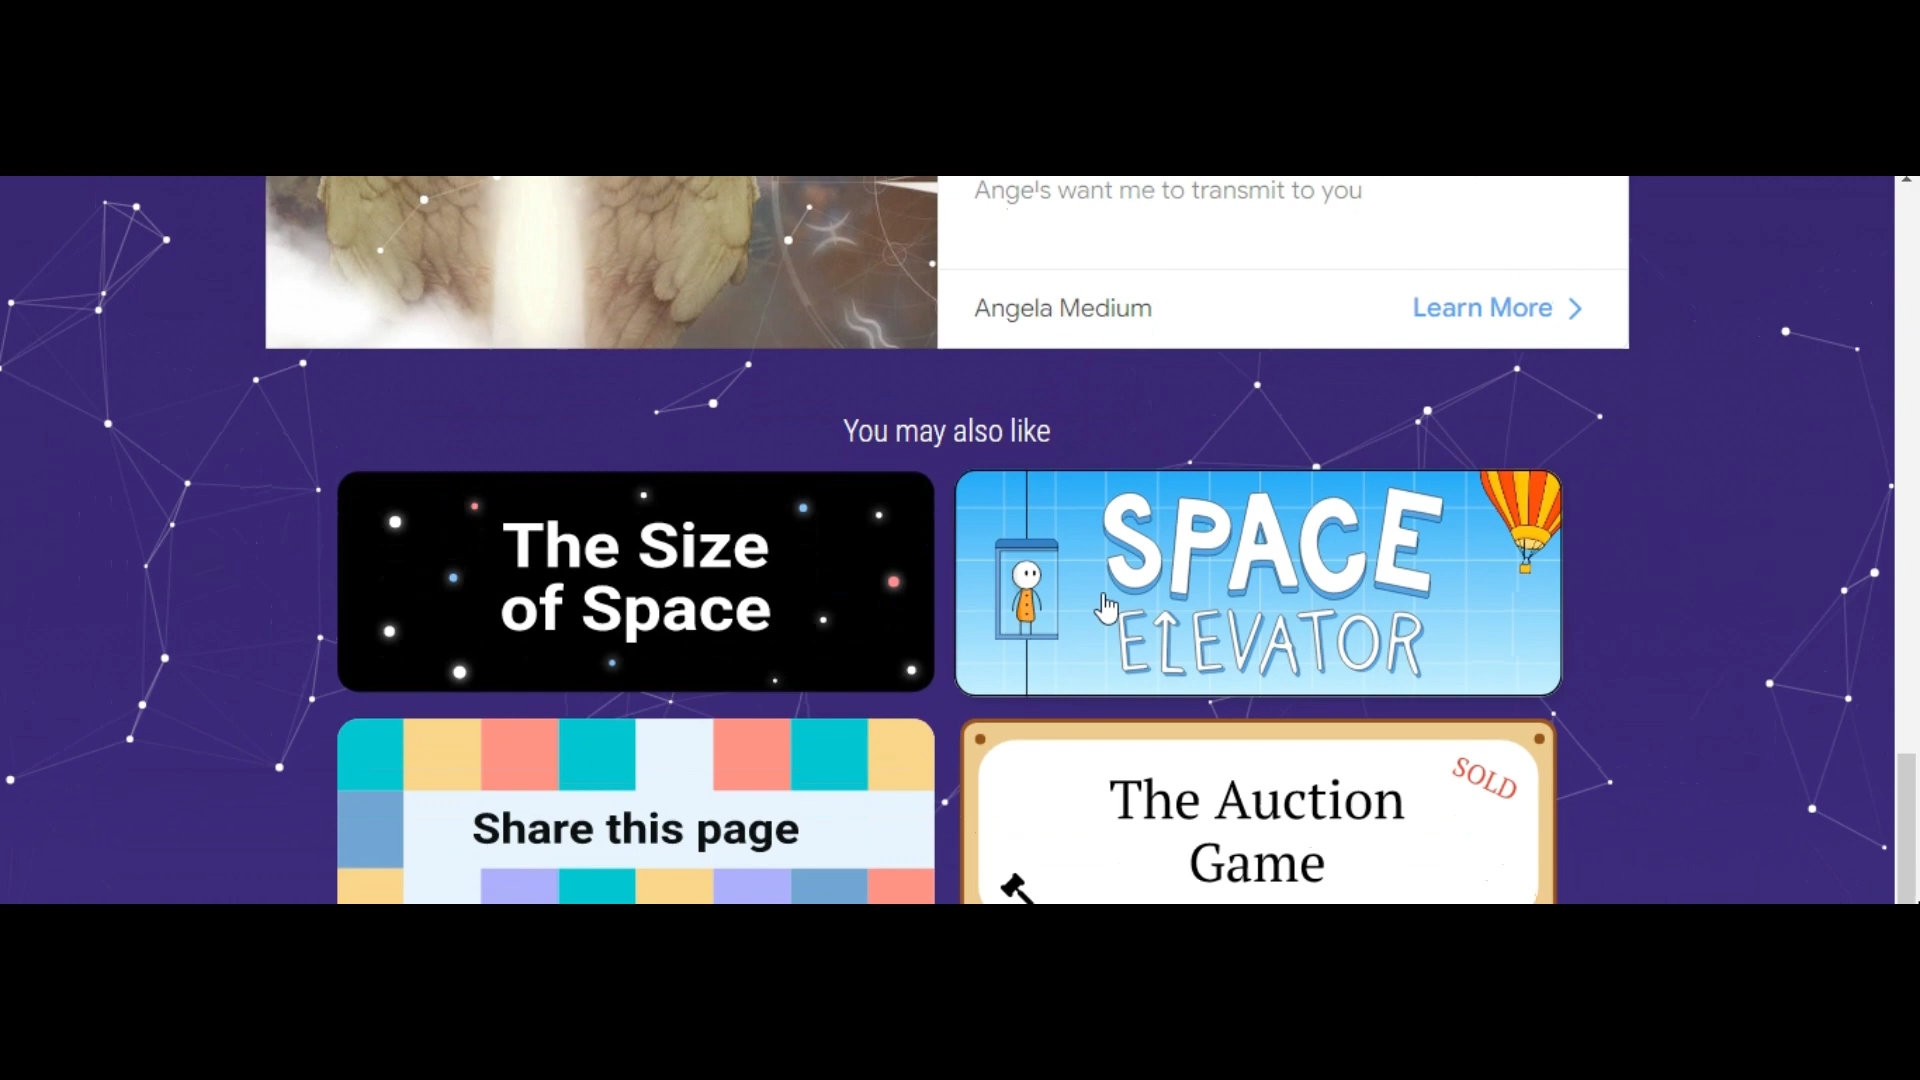 Angels want me to transmit to you
Angela Medium
Learn More
You may also like
The Size
of Space
SPACE
ELEVATOR
Share this page
The Auction
Game
SOLD